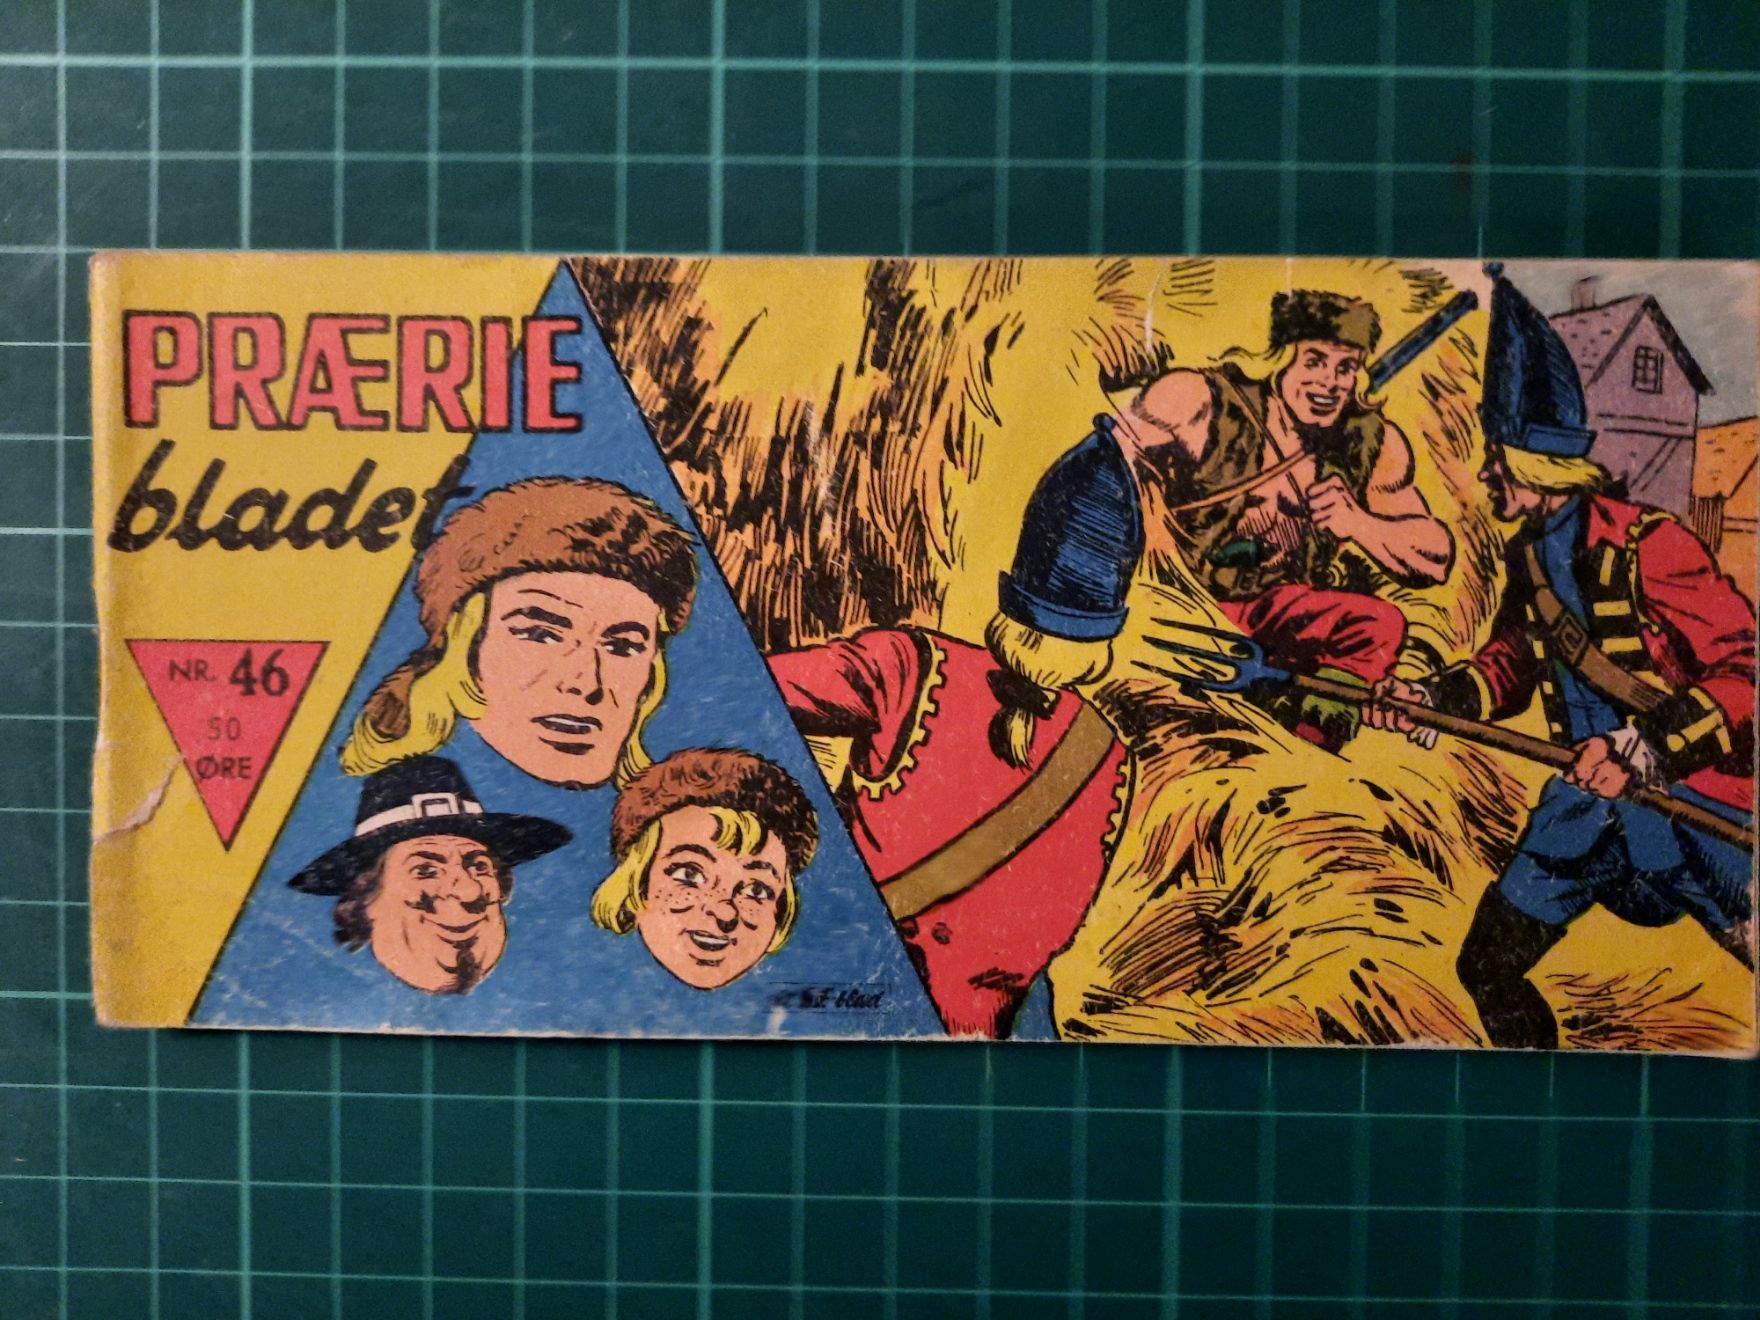 PRÆRIE
bladet
NR. 46
50
ØRE